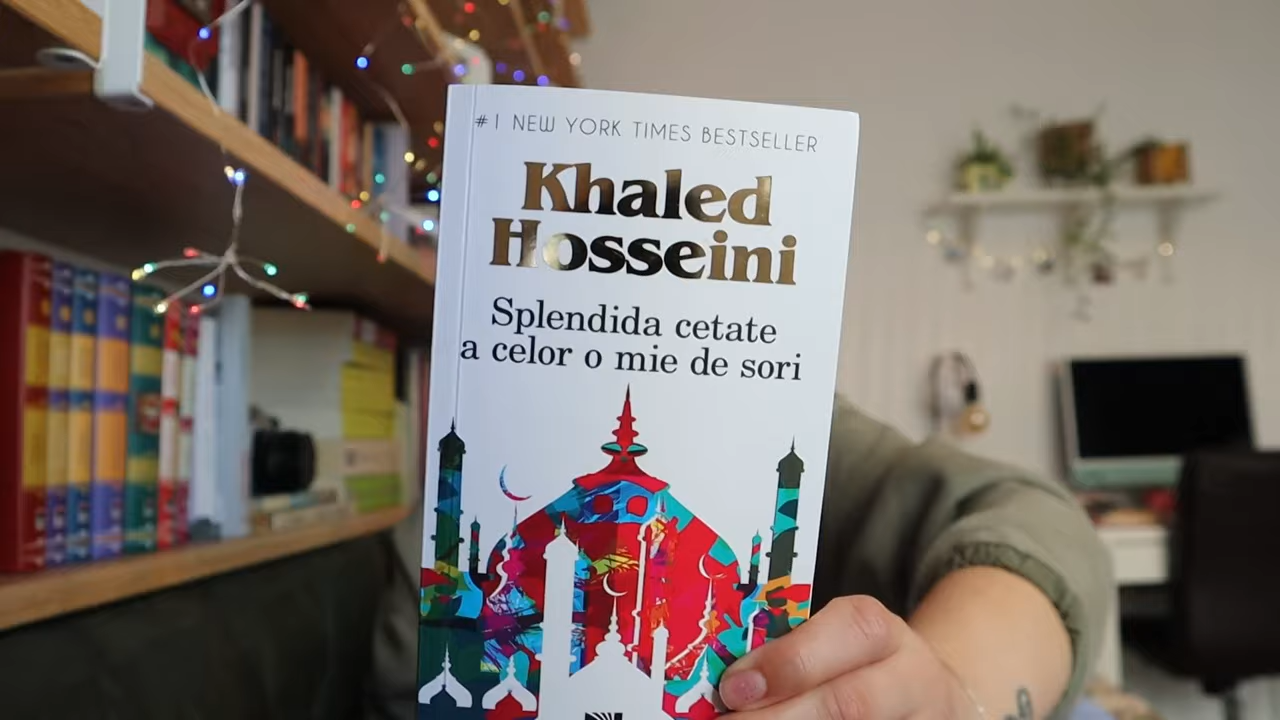 #1 NEW YORK TIMES BESTSELLER
Khaled
Hosseini
Splendida cetate
a celor o mie de sori